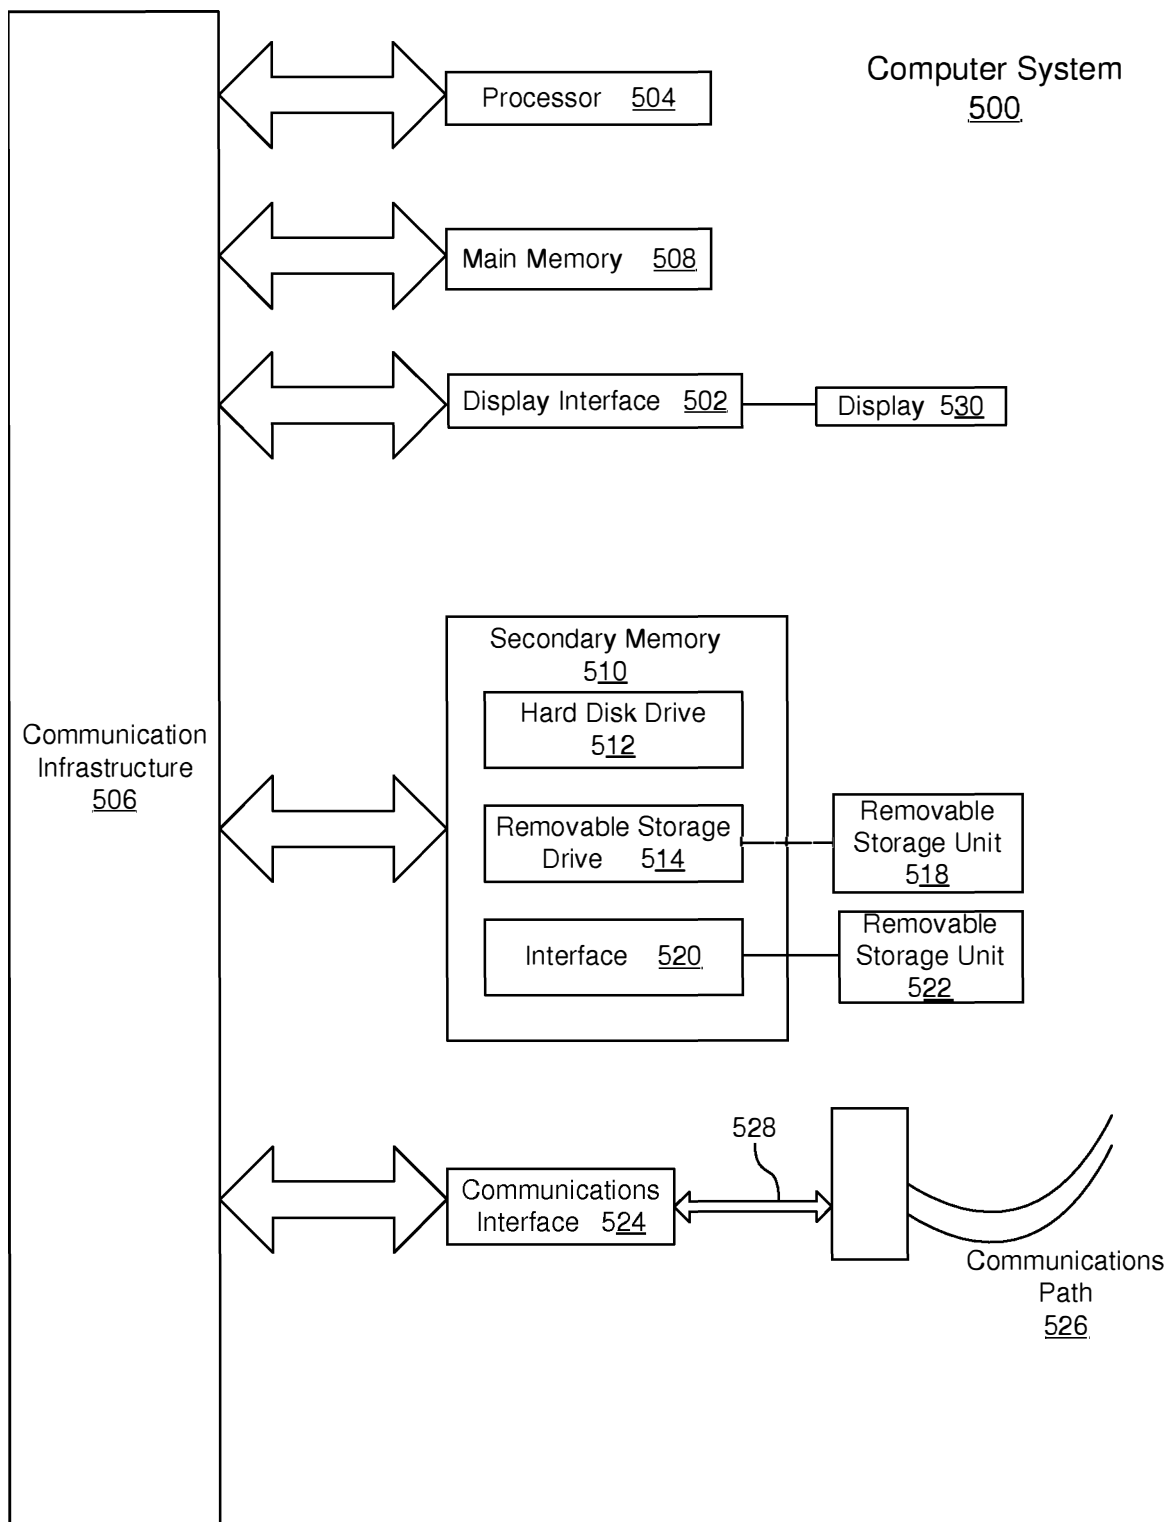 Computer System
500
Processor 504
Main Memory 508
Display Interface 502
Display 530
Secondary Memory
510
Hard Disk Drive
512
Communication
Infrastructure
506
Removable Storage
Drive 514
Removable
Storage Unit
518
Interface 520
Removable
Storage Unit
522
528
Communications
Interface 524
Communications
Path
526